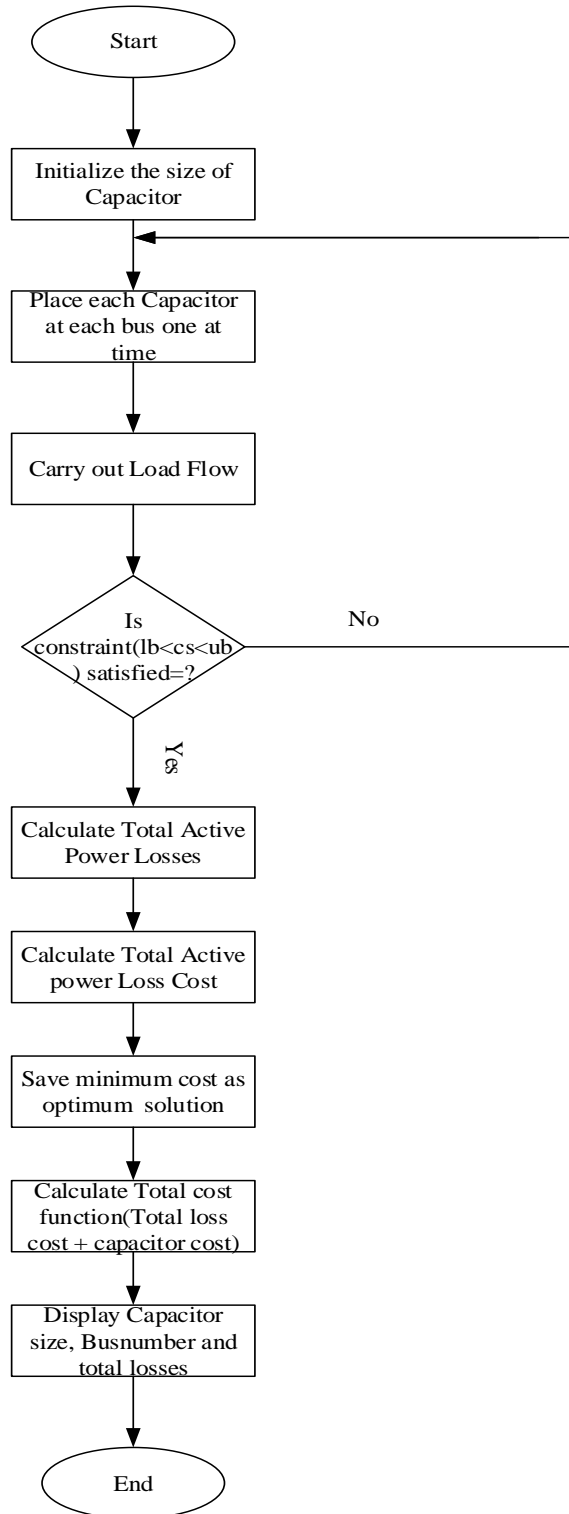 Start
Initialize the size of
Capacitor
Place each Capacitor
at each bus one at
time
Carry out Load Flow
Is
constraint(lb<cs<ub
) satisfied=?
No
Yes
Calculate Total Active
Power Losses
Calculate Total Active
power Loss Cost
Save minimum cost as
optimum solution
Calculate Total cost
function(Total loss
cost + capacitor cost)
Display Capacitor
size, Busnumber and
total losses
End